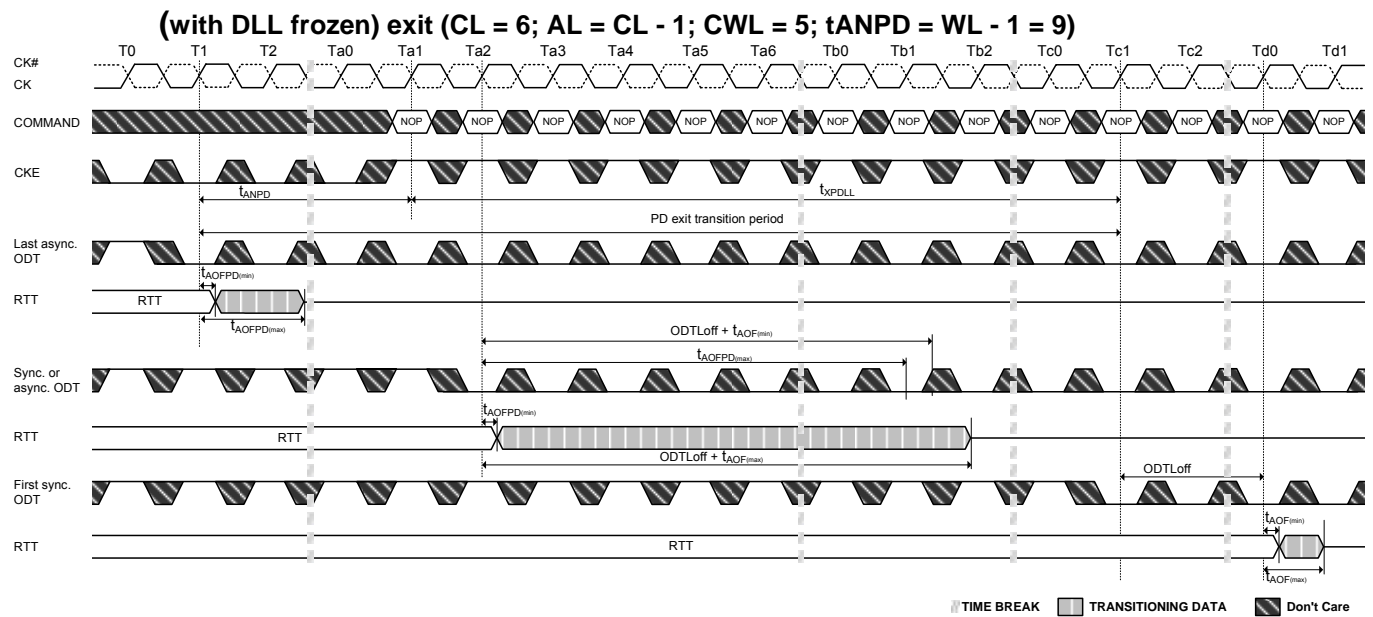 (with DLL frozen) exit (CL = 6; AL = CL - 1; CWL = 5; tANPD = WL - 1 = 9)
T0 T1 T2 Ta0 Ta1 Ta2 Ta3 Ta4 Ta5 Ta6 Tb0 Tb1 Tb2 Tc0 Tc1 Tc2 Td0 Td1
CK#
CK
COMMAND NOP NOP NOP NOP NOP NOP NOP NOP NOP NOP NOP NOP NOP NOP
CKE
tANPD tXPDLL
PD exit transition period
Last async.
ODT
tAOFPD(min)
RTT RTT
tAOFPD(max)
ODTLoff + tAOF(min)
tAOFPD(max)
Sync. or
async. ODT
tAOFPD(min)
RTT RTT
ODTLoff + tAOF(max)
ODTLoff
First sync.
ODT
tAOF(min)
RTT RTT
tAOF(max)
TIME BREAK TRANSITIONING DATA Don't Care